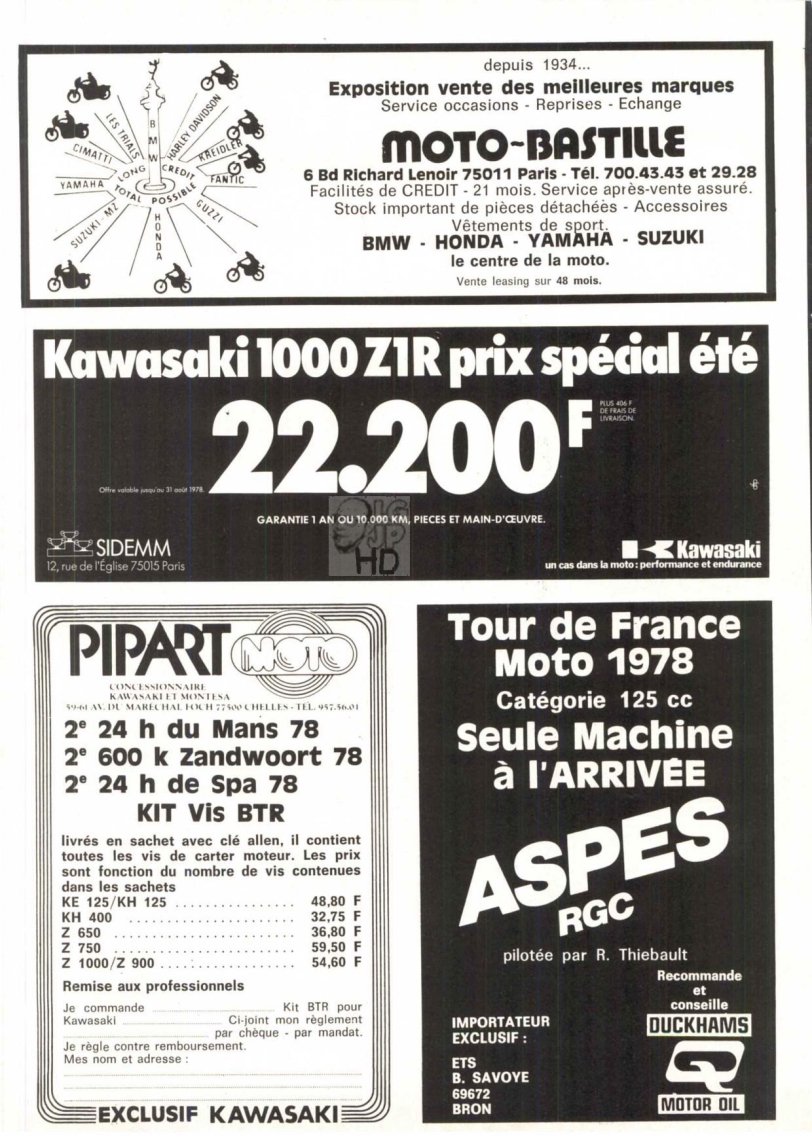 depuis 1934...
Exposition vente des meilleures marques
Service occasions - Reprises - Echange
MOTO-BASTILLE
6 Bd Richard Lenoir 75011 Paris - Tél. 700.43.43 et 29.28
Facilités de CREDIT - 21 mois. Service après-vente assuré.
Stock important de pièces détachées - Accessoires
Vêtements de sport.
BMW - HONDA - YAMAHA - SUZUKI
le centre de la moto.
Vente leasing sur 48 mois.
LES TRIALS
BMW
HARLEY DAVIDSON
CIMATTI
KREIDLER
YAMAHA
LONG CREDIT
FANTIC
TOTAL POSSIBLE
SUZUKI-MZ
HONDA
GUZZI
Kawasaki 1000 Z1R prix spécial été
22.200F
PLUS 406 F
DE FRAIS DE
LIVRAISON.
Offre valable jusqu'au 31 août 1978.
GARANTIE 1 AN OU 10.000 KM, PIECES ET MAIN-D'ŒUVRE.
HD
SIDEMM
12, rue de l'Église 75015 Paris
Kawasaki
un cas dans la moto : performance et endurance
PIPART MOTO
CONCESSIONNAIRE
KAWASAKI ET MONTESA
59-61 AV. DU MARÉCHAL FOCH 77500 CHELLES - TÉL. 957.56.01
2e 24 h du Mans 78
2e 600 k Zandwoort 78
2e 24 h de Spa 78
KIT Vis BTR
livrés en sachet avec clé allen, il contient
toutes les vis de carter moteur. Les prix
sont fonction du nombre de vis contenues
dans les sachets
KE 125/KH 125 ................ 48,80 F
KH 400 ...................... 32,75 F
Z 650 ........................ 36,80 F
Z 750 ........................ 59,50 F
Z 1000/Z 900 .................. 54,60 F
Remise aux professionnels
Je commande Kit BTR pour
Kawasaki Ci-joint mon règlement
par chèque - par mandat.
Je règle contre remboursement.
Mes nom et adresse :
EXCLUSIF KAWASAKI
Tour de France
Moto 1978
Catégorie 125 cc
Seule Machine
à l'ARRIVÉE
ASPES
RGC
pilotée par R. Thiebault
Recommande
et
conseille
DUCKHAMS
Q
MOTOR OIL
IMPORTATEUR
EXCLUSIF :
ETS
B. SAVOYE
69672
BRON